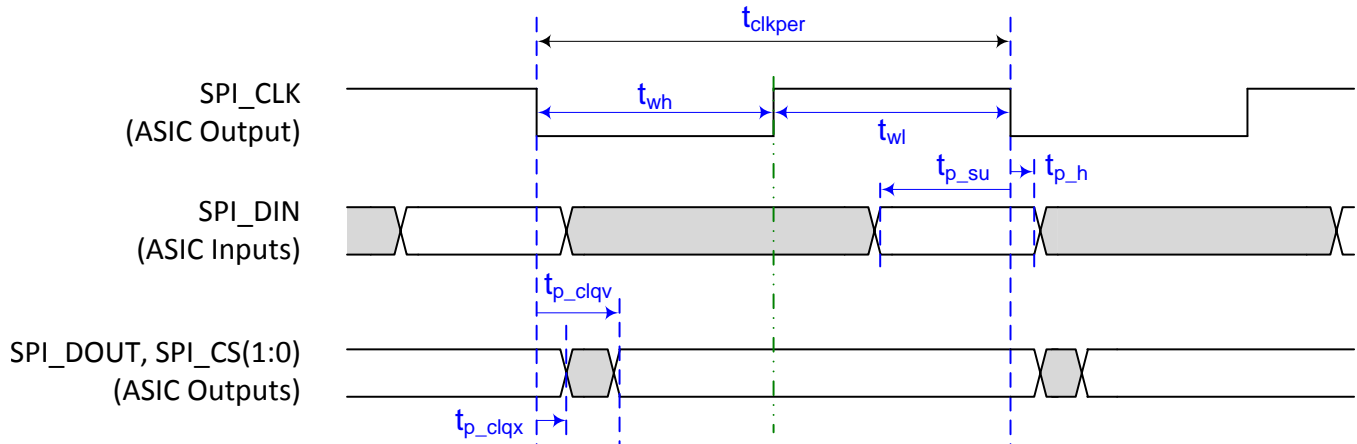 t_clkper
SPI_CLK
(ASIC Output)
t_wh
t_wl
t_p_su
t_p_h
SPI_DIN
(ASIC Inputs)
t_p_clqv
SPI_DOUT, SPI_CS(1:0)
(ASIC Outputs)
t_p_clqx